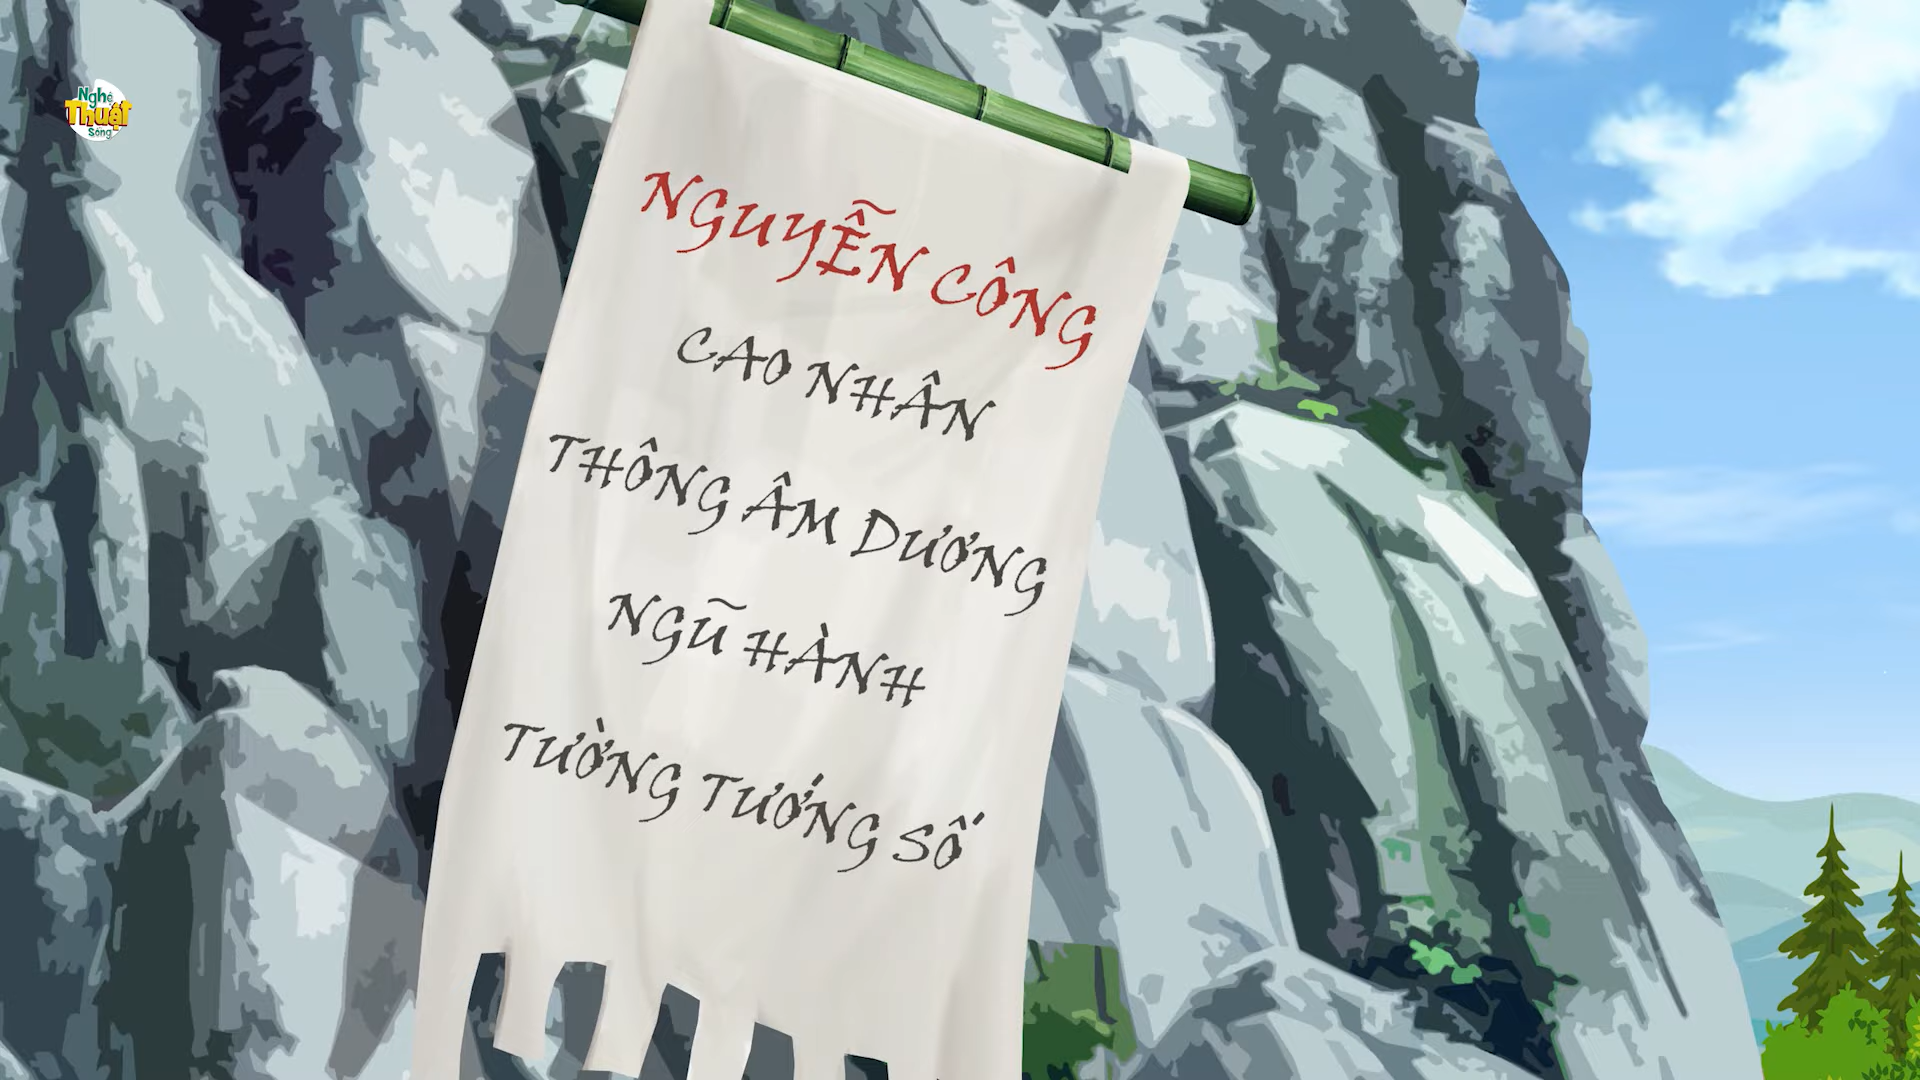 Nghệ
Thuật
Sống
NGUYỄN CÔNG
CAO NHÂN
THÔNG ÂM DƯƠNG
NGŨ HÀNH
TƯỜNG TƯỚNG SỐ